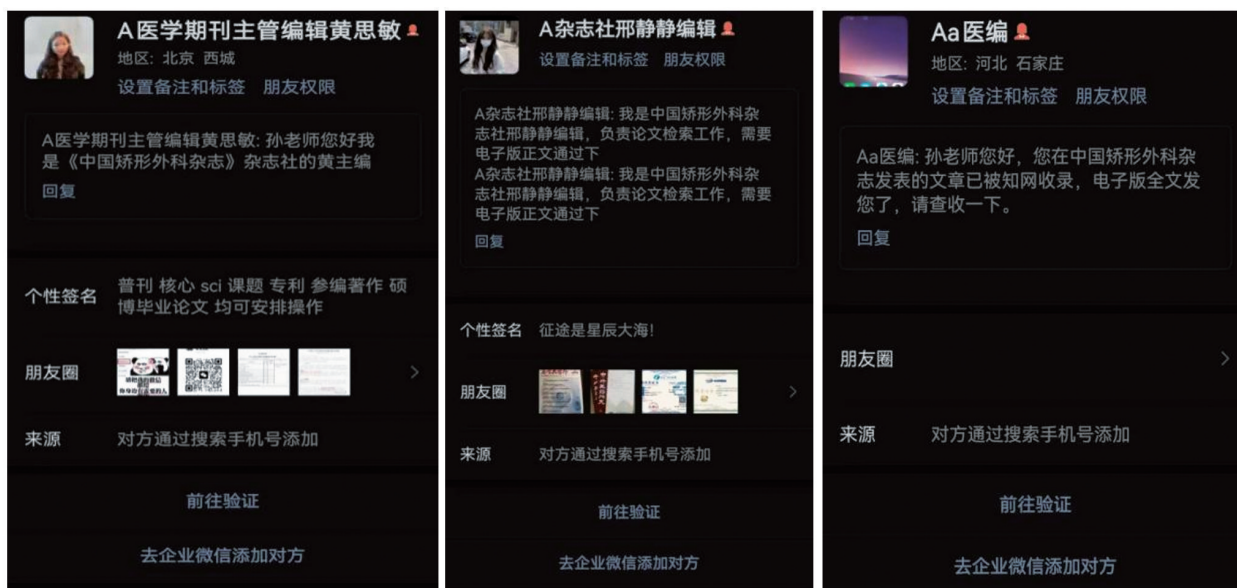 A医学期刊主管编辑黄思敏
地区: 北京 西城
设置备注和标签 朋友权限
A医学期刊主管编辑黄思敏: 孙老师您好我
是《中国矫形外科杂志》杂志社的黄主编
回复
个性签名 普刊 核心 sci 课题 专利 参编著作 硕
博毕业论文 均可安排操作
朋友圈
来源 对方通过搜索手机号添加
前往验证
去企业微信添加对方
A杂志社邢静静编辑
设置备注和标签 朋友权限
A杂志社邢静静编辑: 我是中国矫形外科杂
志社邢静静编辑，负责论文检索工作，需要
电子版正文通过下
A杂志社邢静静编辑: 我是中国矫形外科杂
志社邢静静编辑，负责论文检索工作，需要
电子版正文通过下
回复
个性签名 征途是星辰大海!
朋友圈
来源 对方通过搜索手机号添加
前往验证
去企业微信添加对方
Aa医编
地区: 河北 石家庄
设置备注和标签 朋友权限
Aa医编: 孙老师您好，您在中国矫形外科杂
志发表的文章已被知网收录，电子版全文发
您了，请查收一下。
回复
朋友圈
来源 对方通过搜索手机号添加
前往验证
去企业微信添加对方